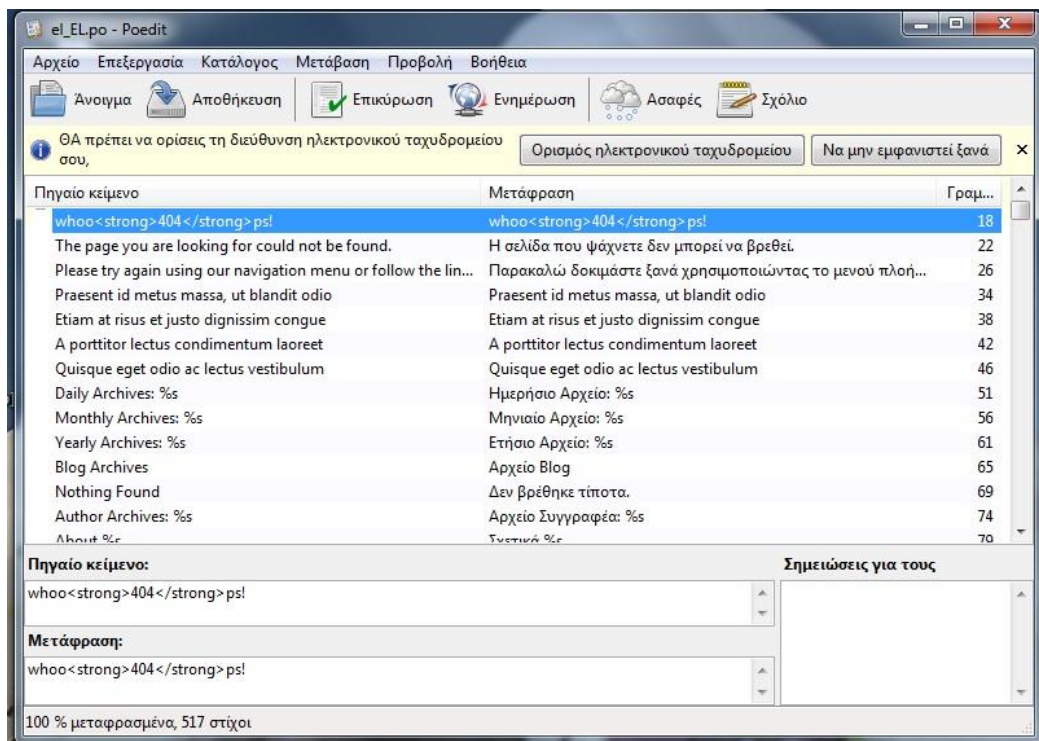 el_EL.po - Poedit
Αρχείο Επεξεργασία Κατάλογος Μετάβαση Προβολή Βοήθεια
Άνοιγμα Αποθήκευση Επικύρωση Ενημέρωση Ασαφές Σχόλιο
ΘΑ πρέπει να ορίσεις τη διεύθυνση ηλεκτρονικού ταχυδρομείου
σου,
Ορισμός ηλεκτρονικού ταχυδρομείου Να μην εμφανιστεί ξανά
Πηγαίο κείμενο Μετάφραση Γραμ...
whoo<strong>404</strong>ps! whoo<strong>404</strong>ps! 18
The page you are looking for could not be found. Η σελίδα που ψάχνετε δεν μπορεί να βρεθεί. 22
Please try again using our navigation menu or follow the lin... Παρακαλώ δοκιμάστε ξανά χρησιμοποιώντας το μενού πλοή... 26
Praesent id metus massa, ut blandit odio Praesent id metus massa, ut blandit odio 34
Etiam at risus et justo dignissim congue Etiam at risus et justo dignissim congue 38
A porttitor lectus condimentum laoreet A porttitor lectus condimentum laoreet 42
Quisque eget odio ac lectus vestibulum Quisque eget odio ac lectus vestibulum 46
Daily Archives: %s Ημερήσιο Αρχείο: %s 51
Monthly Archives: %s Μηνιαίο Αρχείο: %s 56
Yearly Archives: %s Ετήσιο Αρχείο: %s 61
Blog Archives Αρχείο Blog 65
Nothing Found Δεν βρέθηκε τίποτα. 69
Author Archives: %s Αρχείο Συγγραφέα: %s 74
About %s Σχετικά %s 79
Πηγαίο κείμενο: Σημειώσεις για τους
whoo<strong>404</strong>ps!
Μετάφραση:
whoo<strong>404</strong>ps!
100 % μεταφρασμένα, 517 στίχοι